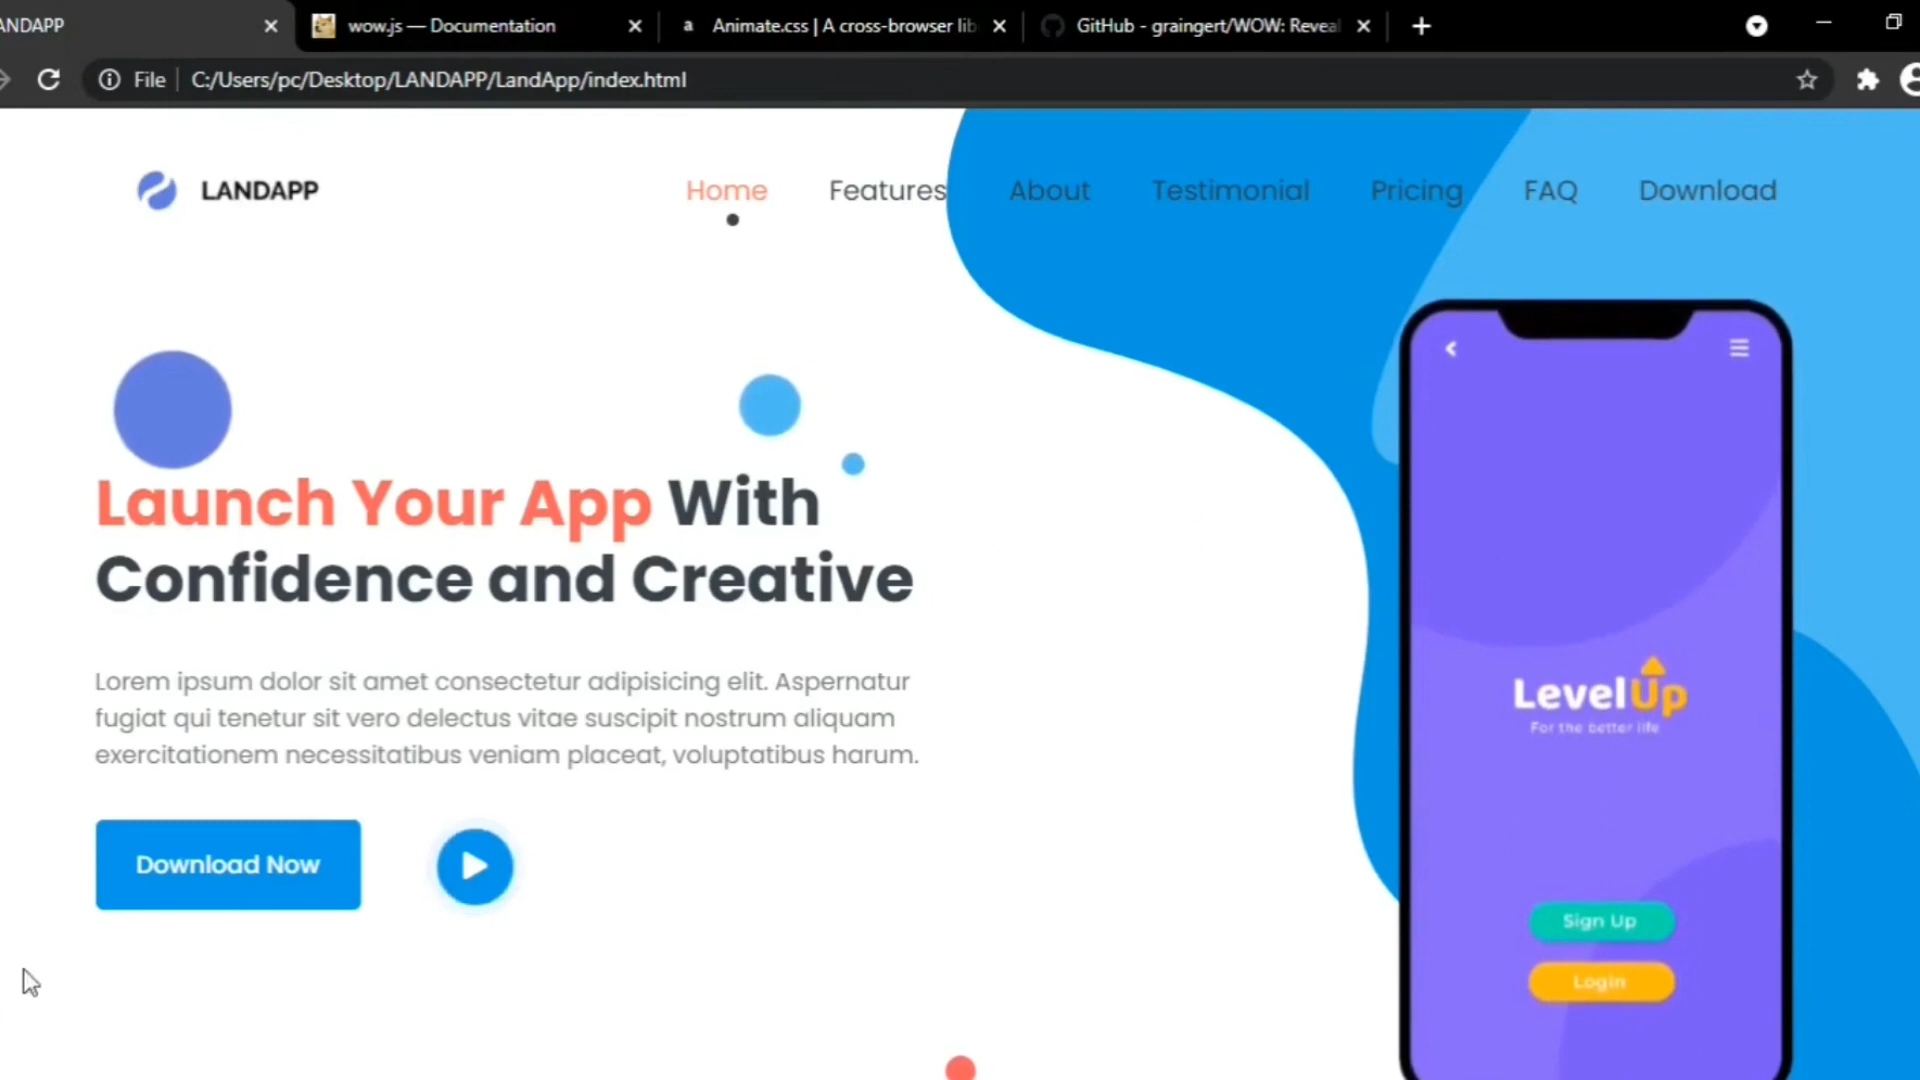 ANDAPP
wow.js — Documentation
a Animate.css | A cross-browser lib
GitHub - graingert/WOW: Reveal
File C:/Users/pc/Desktop/LANDAPP/LandApp/index.html
LANDAPP
Home Features About Testimonial Pricing FAQ Download
Launch Your App With
Confidence and Creative
Lorem ipsum dolor sit amet consectetur adipisicing elit. Aspernatur
fugiat qui tenetur sit vero delectus vitae suscipit nostrum aliquam
exercitationem necessitatibus veniam placeat, voluptatibus harum.
Download Now
LevelUp
For the better life
Sign Up
Login